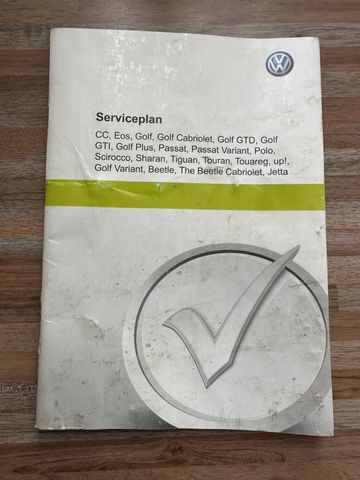 Serviceplan
CC, Eos, Golf, Golf Cabriolet, Golf GTD, Golf
GTI, Golf Plus, Passat, Passat Variant, Polo,
Scirocco, Sharan, Tiguan, Touran, Touareg, up!,
Golf Variant, Beetle, The Beetle Cabriolet, Jetta